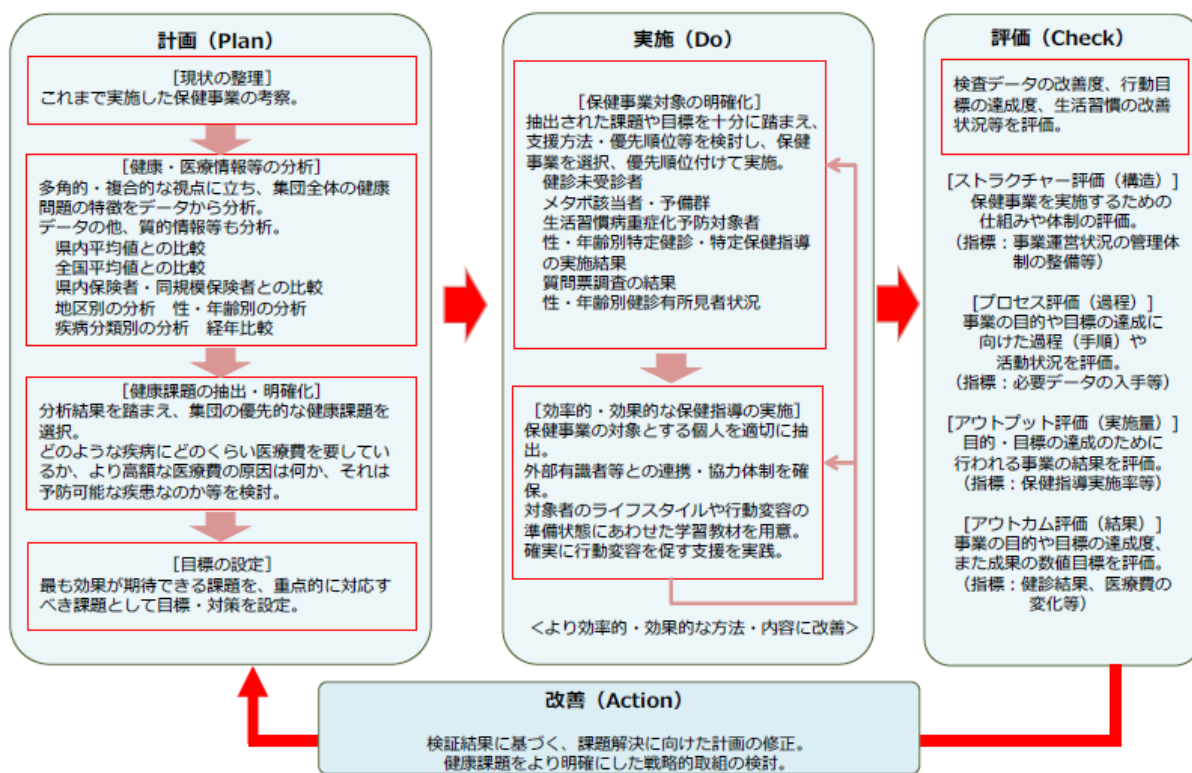 計画（Plan）
[現状の整理]
これまで実施した保健事業の考察。
[健康・医療情報等の分析]
多角的・複合的な視点に立ち、集団全体の健康
問題の特徴をデータから分析。
データの他、質的情報等も分析。
県内平均値との比較
全国平均値との比較
県内保険者・同規模保険者との比較
地区別の分析　性・年齢別の分析
疾病分類別の分析　経年比較
[健康課題の抽出・明確化]
分析結果を踏まえ、集団の優先的な健康課題を
選択。
どのような疾病にどのくらい医療費を要してい
るか、より高額な医療費の原因は何か、それは
予防可能な疾患なのか等を検討。
[目標の設定]
最も効果が期待できる課題を、重点的に対応す
べき課題として目標・対策を設定。
実施（Do）
[保健事業対象の明確化]
抽出された課題や目標を十分に踏まえ、
支援方法・優先順位等を検討し、保健
事業を選択、優先順位付けて実施。
健診未受診者
メタボ該当者・予備群
生活習慣病重症化予防対象者
性・年齢別特定健診・特定保健指導
の実施結果
質問票調査の結果
性・年齢別健診有所見者状況
[効率的・効果的な保健指導の実施]
保健事業の対象とする個人を適切に抽
出。
外部有識者等との連携・協力体制を確
保。
対象者のライフスタイルや行動変容の
準備状態にあわせた学習教材を用意。
確実に行動変容を促す支援を実践。
＜より効率的・効果的な方法・内容に改善＞
評価（Check）
検査データの改善度、行動目
標の達成度、生活習慣の改善
状況等を評価。
[ストラクチャー評価（構造）]
保健事業を実施するための
仕組みや体制の評価。
（指標：事業運営状況の管理体
制の整備等）
[プロセス評価（過程）]
事業の目的や目標の達成に
向けた過程（手順）や
活動状況を評価。
（指標：必要データの入手等）
[アウトプット評価（実施量）]
目的・目標の達成のために
行われる事業の結果を評価。
（指標：保健指導実施率等）
[アウトカム評価（結果）]
事業の目的や目標の達成度、
また成果の数値目標を評価。
（指標：健診結果、医療費の
変化等）
改善（Action）
検証結果に基づく、課題解決に向けた計画の修正。
健康課題をより明確にした戦略的取組の検討。